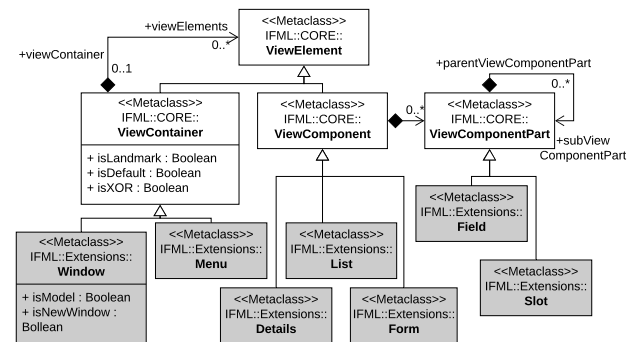 <<Metaclass>>
IFML::CORE::
ViewElement
+viewElements
0..*
+viewContainer
0..1
<<Metaclass>>
IFML::CORE::
ViewContainer
+ isLandmark : Boolean
+ isDefault : Boolean
+ isXOR : Boolean
<<Metaclass>>
IFML::CORE::
ViewComponent
0..*
<<Metaclass>>
IFML::CORE::
ViewComponentPart
+parentViewComponentPart
0..*
+subView
ComponentPart
<<Metaclass>>
IFML::Extensions::
Window
+ isModel : Boolean
+ isNewWindow :
Bollean
<<Metaclass>>
IFML::Extensions::
Menu
<<Metaclass>>
IFML::Extensions::
List
<<Metaclass>>
IFML::Extensions::
Field
<<Metaclass>>
IFML::Extensions::
Details
<<Metaclass>>
IFML::Extensions::
Form
<<Metaclass>>
IFML::Extensions::
Slot